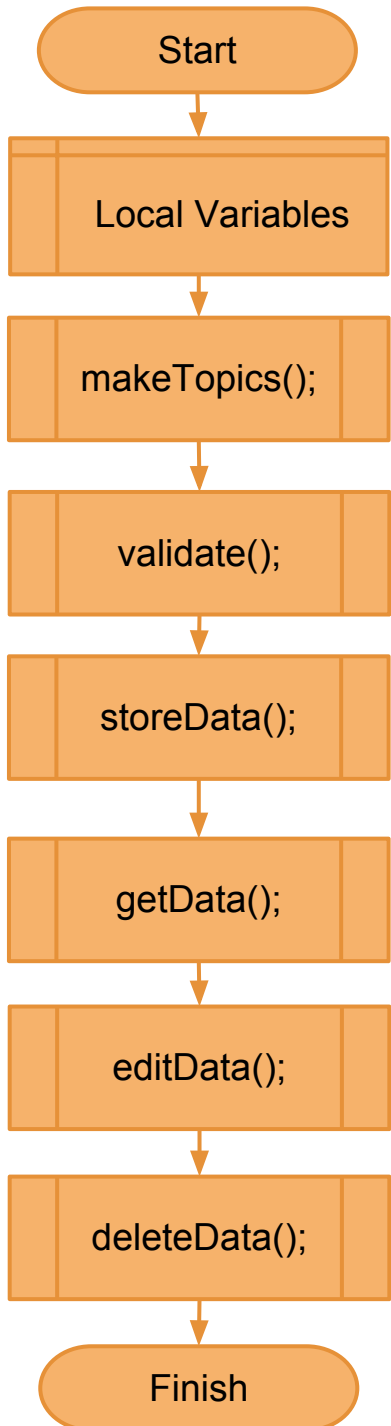 Start
Local Variables
makeTopics();
validate();
storeData();
getData();
editData();
deleteData();
Finish